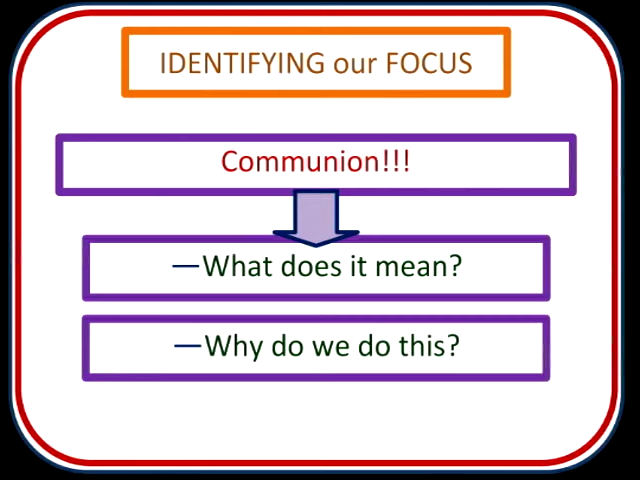 IDENTIFYING our FOCUS
Communion!!!
—What does it mean?
—Why do we do this?